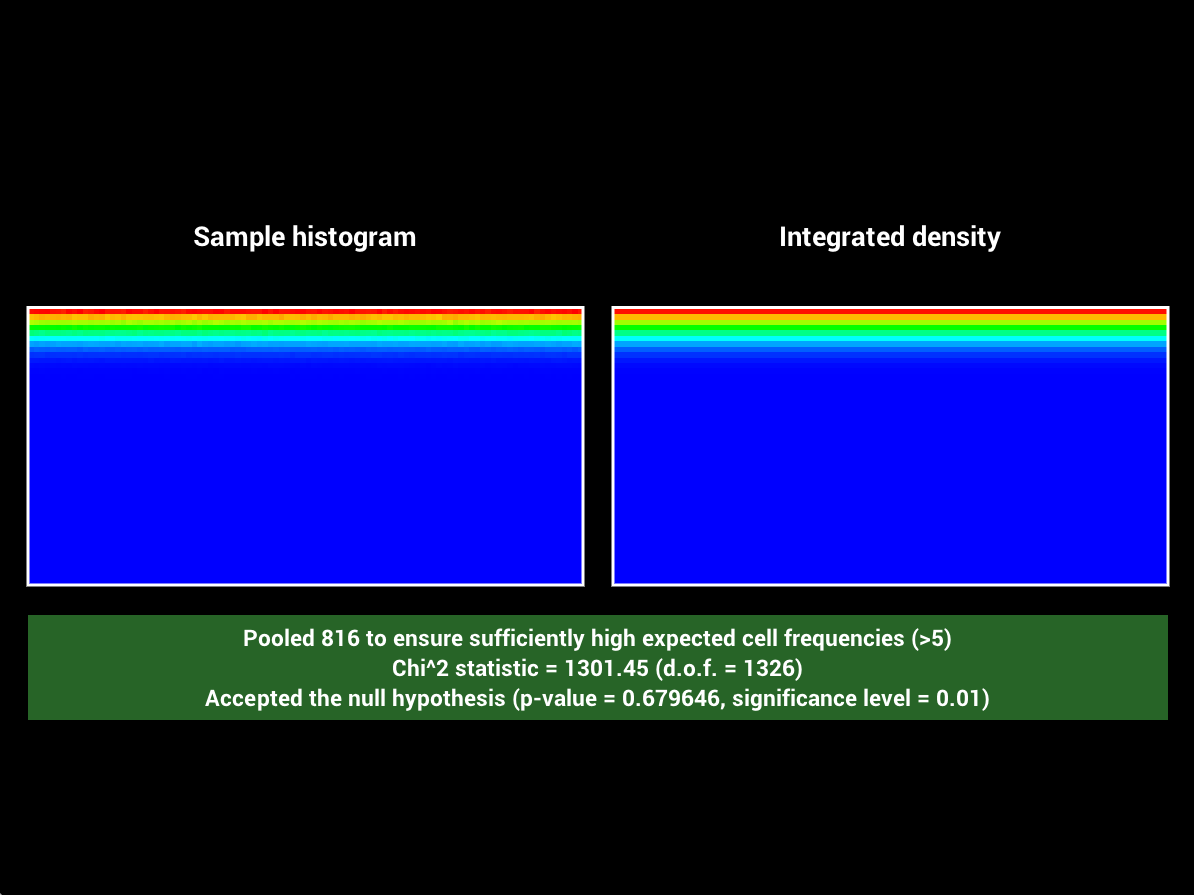 Sample histogram
Integrated density
Pooled 816 to ensure sufficiently high expected cell frequencies (>5)
Chi^2 statistic = 1301.45 (d.o.f. = 1326)
Accepted the null hypothesis (p-value = 0.679646, significance level = 0.01)